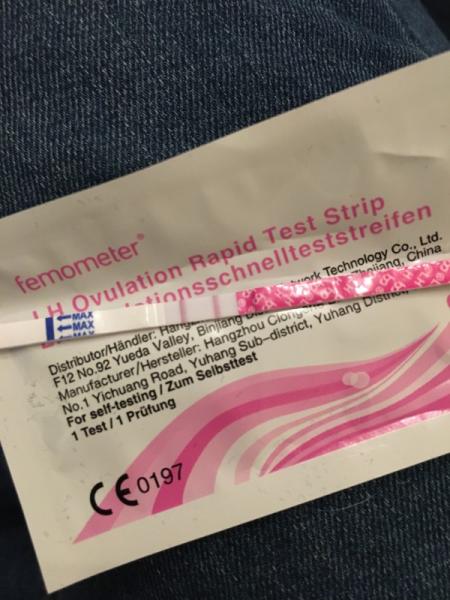 femometer®
LH Ovulation Rapid Test Strip
ationsschnellteststreifen
MAX
MAX
MAX
Distributor/Händler: work Technology Co., Ltd.
F12 No.92 Yueda Valley, Binjiang China
Manufacturer/Hersteller: Hangzhou
No.1 Yichuang Road, Yuhang Sub-district, Yuhang
For self-testing / Zum Selbsttest
1 Test / 1 Prüfung
CE 0197